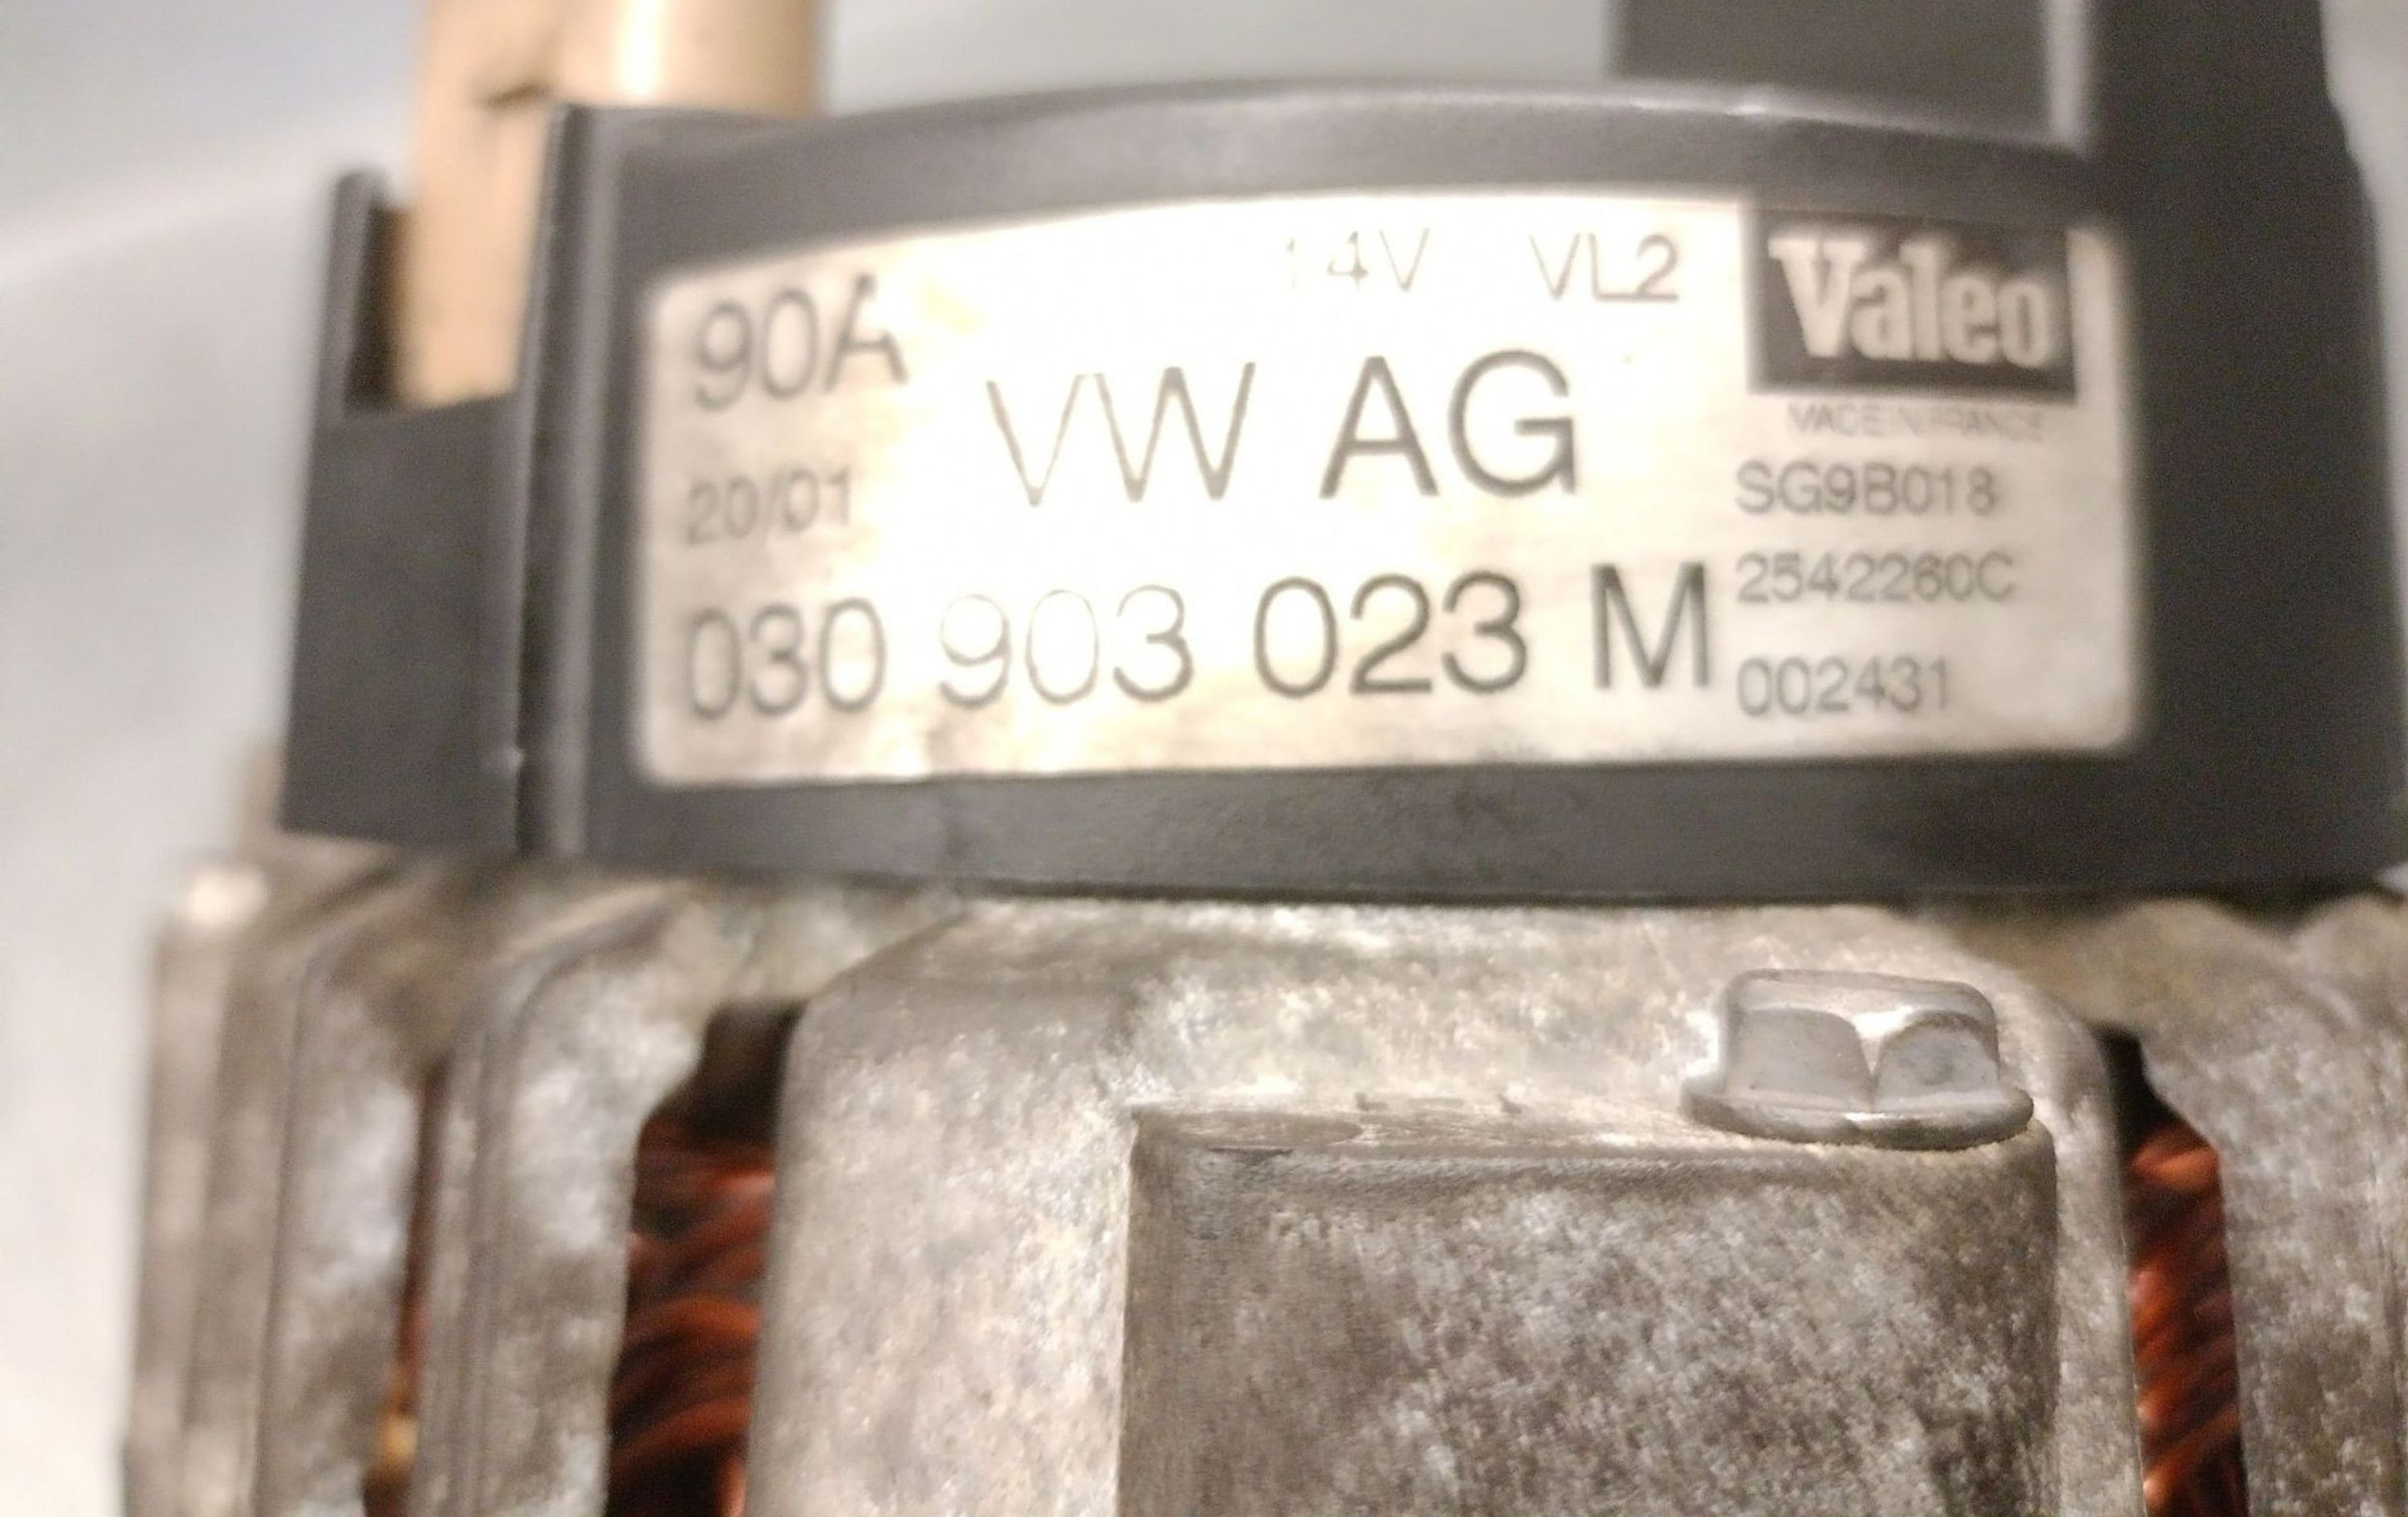 90A 14V VL2 Valeo
MADE IN FRANCE
VW AG
20/01 SG9B018
2542260C
030 903 023 M
002431